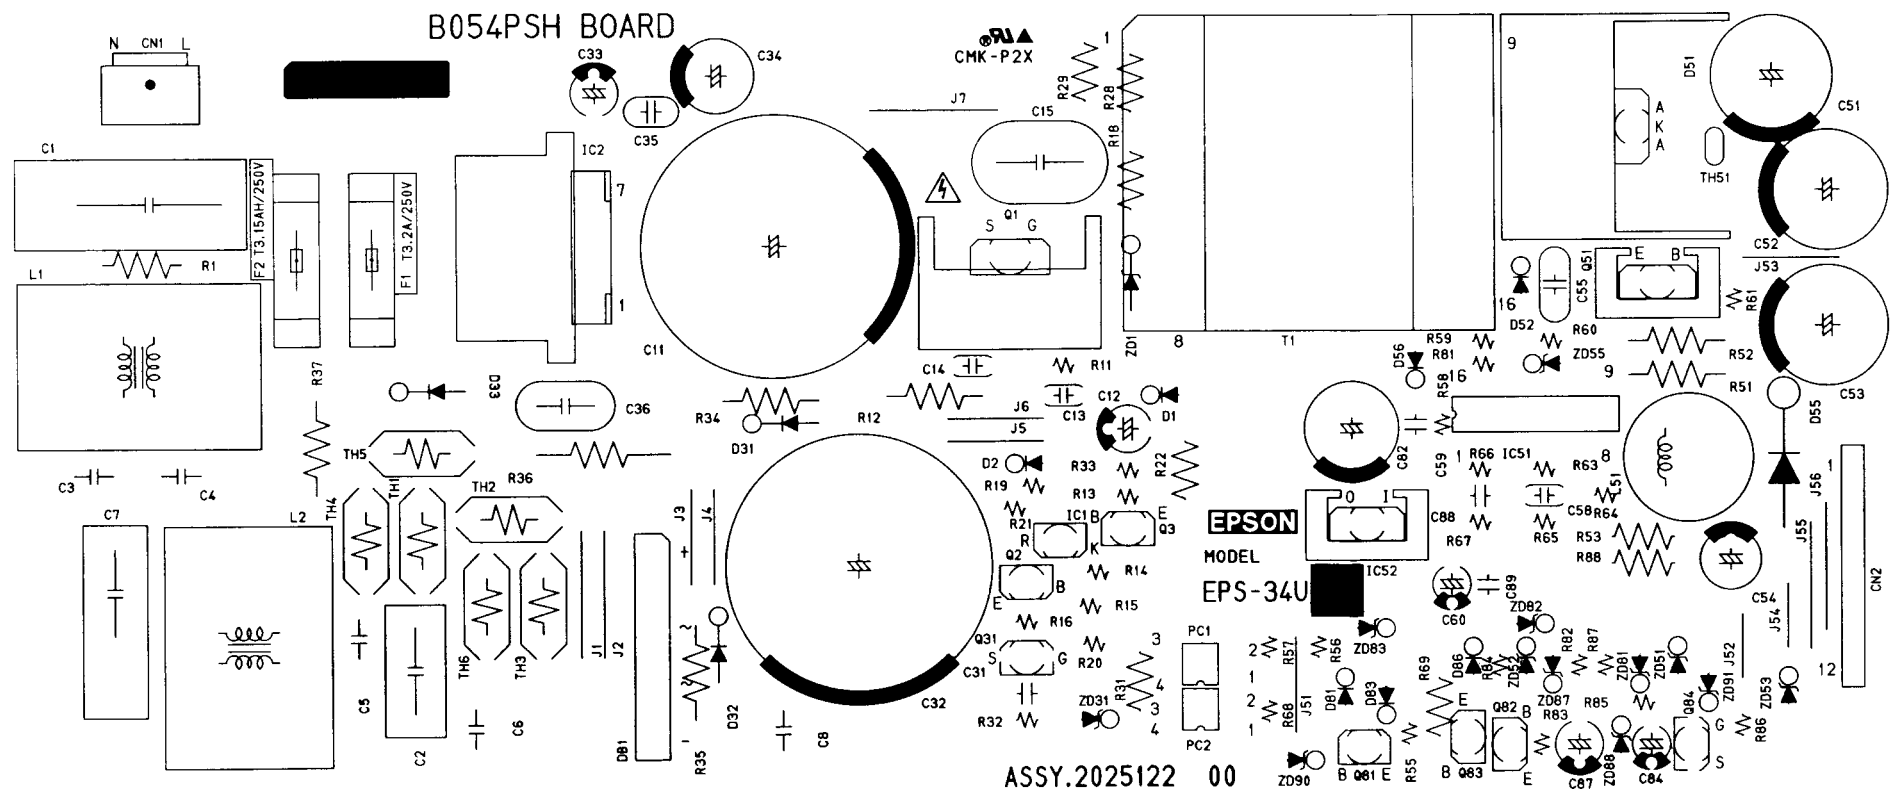 B054PSH BOARD
N CN1 L
C33
C34
C35
CMK-P2X
J7
R29
1
R28
R18
9
D51
C51
A
K
A
TH51
C52
C1
F2 T3.15AH/250V
F1 T3.2A/250V
IC2
7
1
C15
Q1
S G
R1
L1
C11
ZD1
8
T1
16
D52
C55
Q51
E B
J53
R61
R37
D33
C36
R34
D31
R12
C14
R11
C13
C12
D1
J6
J5
D56
R59
R81
16
R58
R60
ZD55
9
R52
R51
C53
D55
TH5
TH1
TH4
TH2
R36
C3
C4
C7
L2
J3
J4
D2
R19
R33
R13
R22
R21
IC1
B
E
Q3
R
K
Q2
B
E
C82
C59
1
R66
IC51
R63
8
L51
1
J56
J55
EPSON
MODEL
EPS-34U
O I
C88
IC52
R67
C58
R64
R65
R53
R88
C54
CN2
R14
R15
R16
R20
Q31
S G
C31
R32
ZD31
R31
3
4
3
4
PC1
PC2
2
1
2
1
R57
R68
J51
R56
ZD83
C60
C89
ZD82
J54
C5
C2
TH6
TH3
C6
J1
J2
DB1
+
~
~
-
R35
D32
C8
C32
D81
D83
R69
D86
R84
ZD52
ZD87
R82
R87
ZD81
ZD51
J52
ZD91
ZD53
12
ZD90
B Q81 E
R55
E
B Q83
Q82
B
E
R83
R85
C87
ZD88
C84
Q84
G
S
R86
ASSY.2025122 00